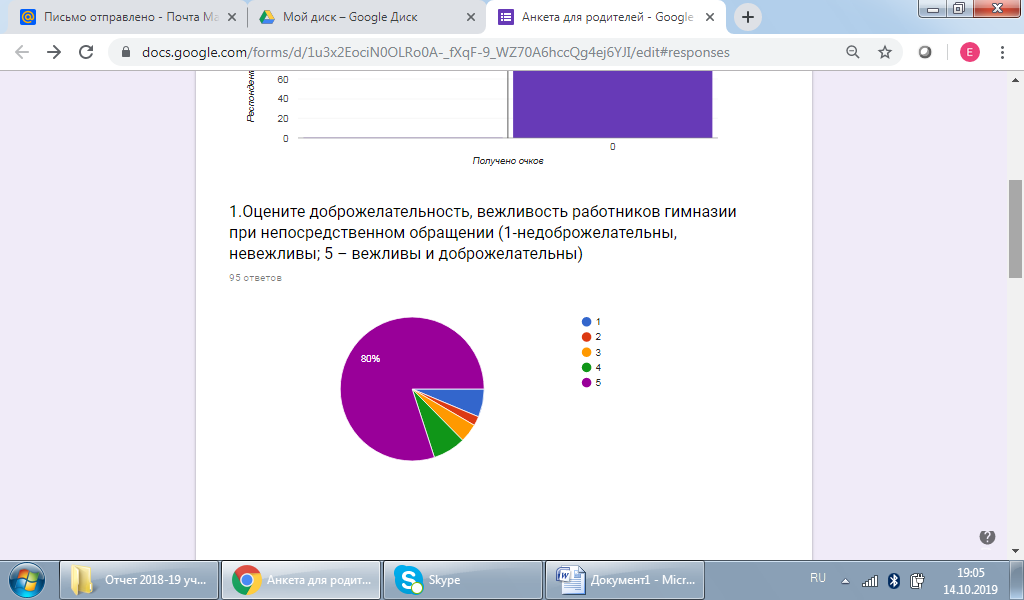 Письмо отправлено - Почта Ма
Мой диск – Google Диск
Анкета для родителей - Google
docs.google.com/forms/d/1u3x2EociN0OLRo0A-_fXqF-9_WZ70A6hccQg4ej6YJI/edit#responses
E
60
40
20
0
0
Получено очков
1.Оцените доброжелательность, вежливость работников гимназии
при непосредственном обращении (1-недоброжелательны,
невежливы; 5 – вежливы и доброжелательны)
95 ответов
80%
1
2
3
4
5
Отчет 2018-19 уч...
Анкета для родит...
Skype
Документ1 - Micr...
RU
19:05
14.10.2019